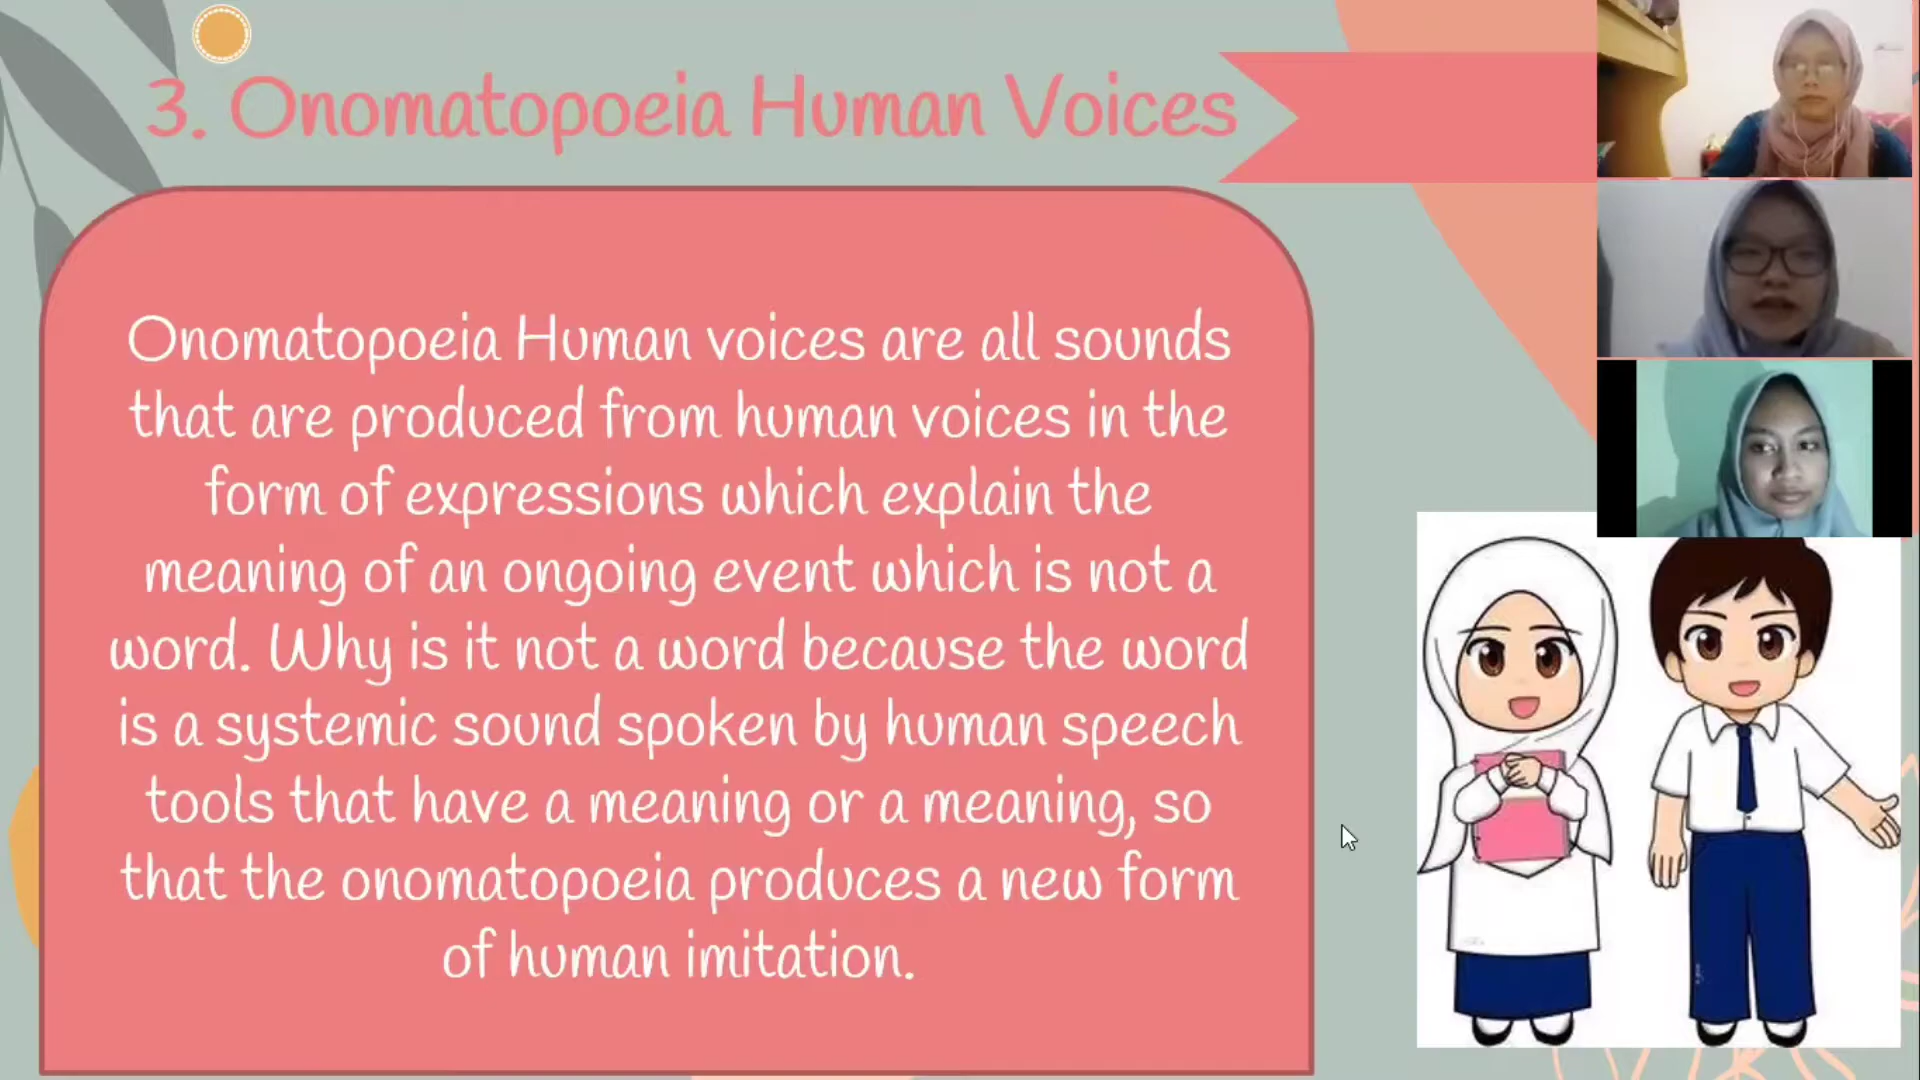 3. Onomatopoeia Human Voices
Onomatopoeia Human voices are all sounds
that are produced from human voices in the
form of expressions which explain the
meaning of an ongoing event which is not a
word. Why is it not a word because the word
is a systemic sound spoken by human speech
tools that have a meaning or a meaning, so
that the onomatopoeia produces a new form
of human imitation.